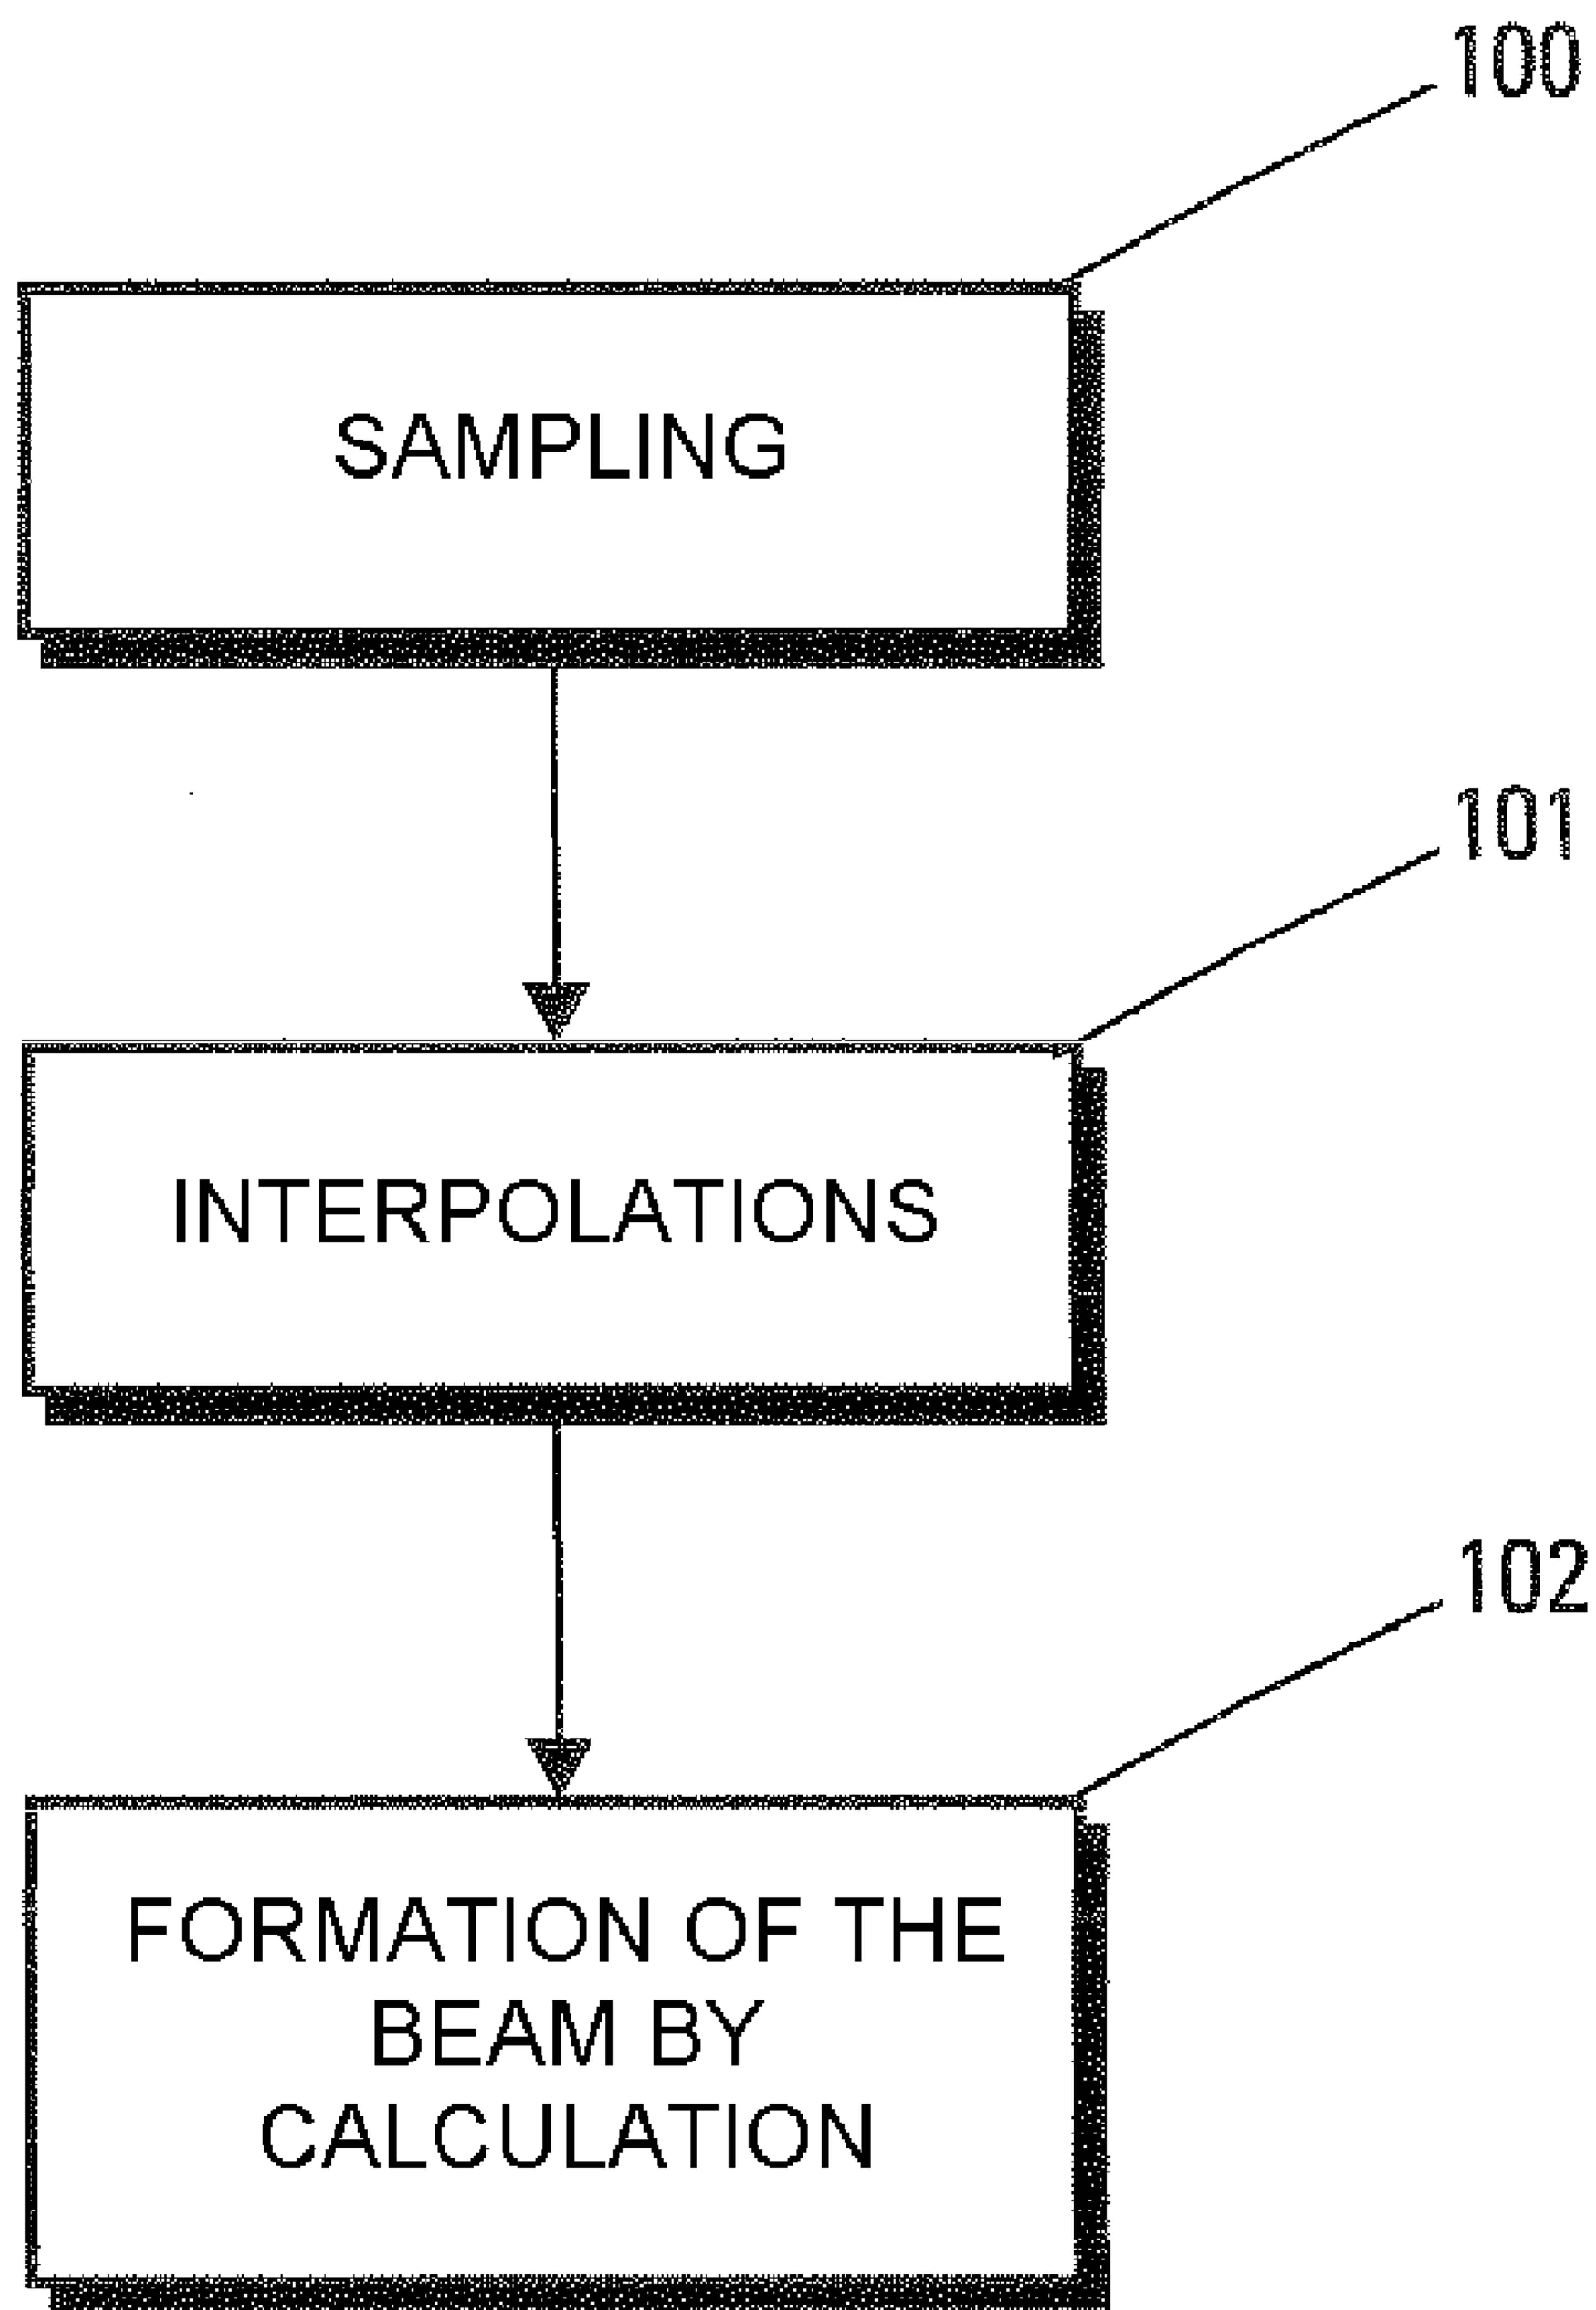 100
SAMPLING
101
INTERPOLATIONS
102
FORMATION OF THE
BEAM BY
CALCULATION